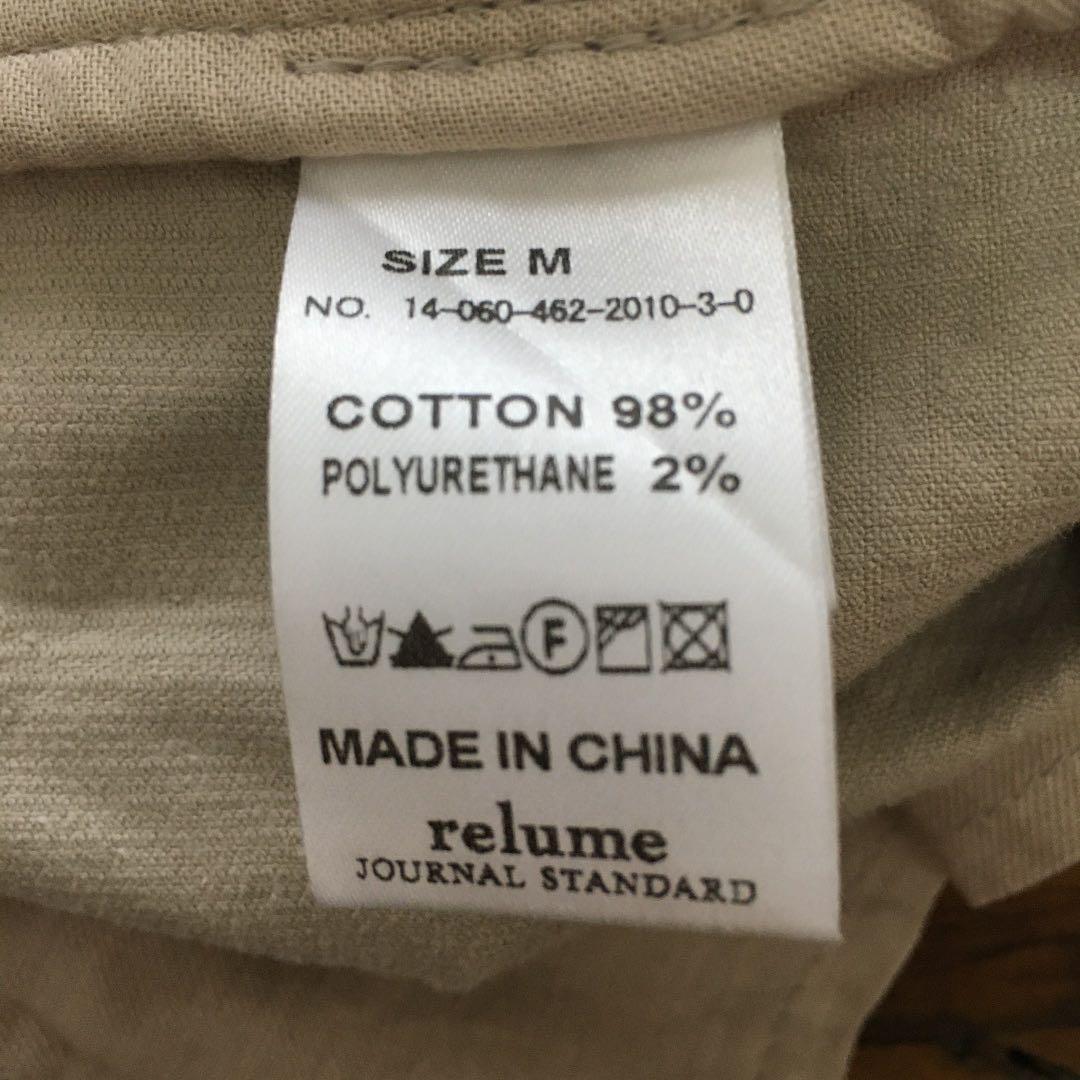 SIZE M
NO. 14-060-462-2010-3-0
COTTON 98%
POLYURETHANE 2%
F
MADE IN CHINA
relume
JOURNAL STANDARD